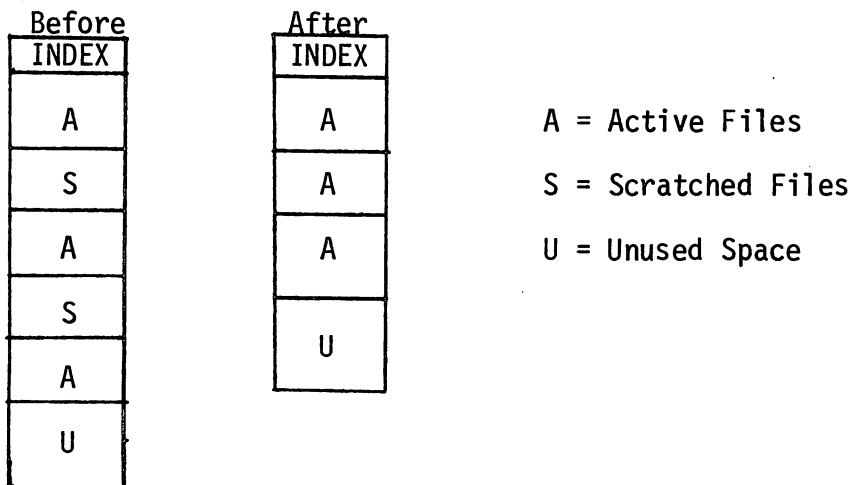 Before
INDEX
A
S
A
S
A
U
After
INDEX
A
A
A
U
A = Active Files
S = Scratched Files
U = Unused Space